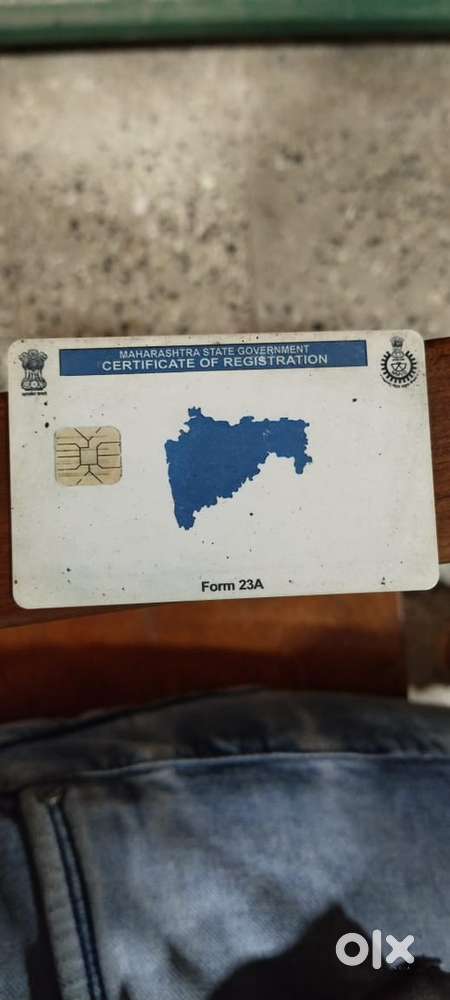 MAHARASHTRA STATE GOVERNMENT
CERTIFICATE OF REGISTRATION
Form 23A
olx